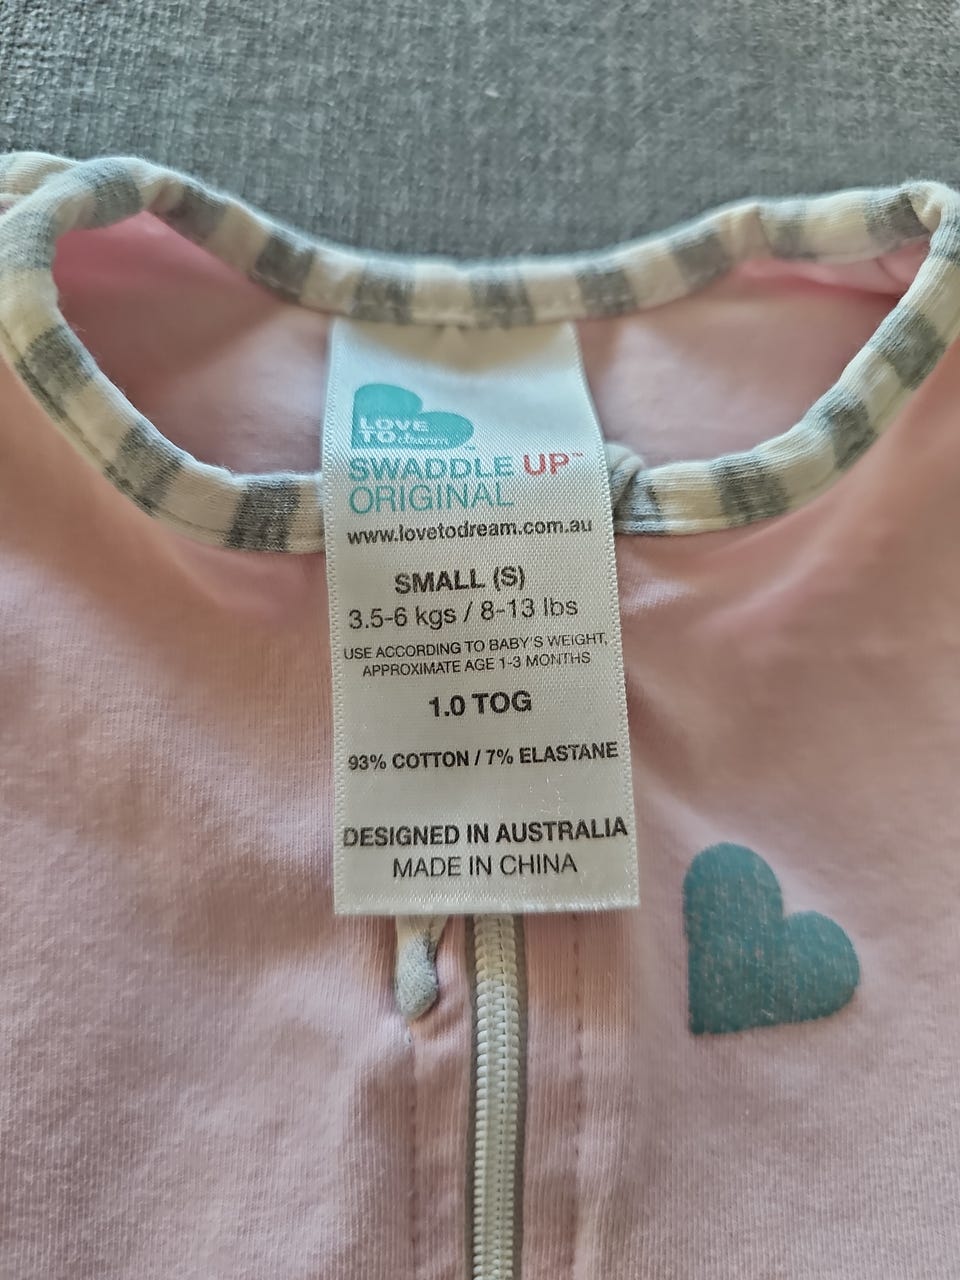 LOVE
TO dream™
SWADDLE UP™
ORIGINAL
www.lovetodream.com.au
SMALL (S)
3.5-6 kgs / 8-13 lbs
USE ACCORDING TO BABY'S WEIGHT,
APPROXIMATE AGE 1-3 MONTHS
1.0 TOG
93% COTTON / 7% ELASTANE
DESIGNED IN AUSTRALIA
MADE IN CHINA